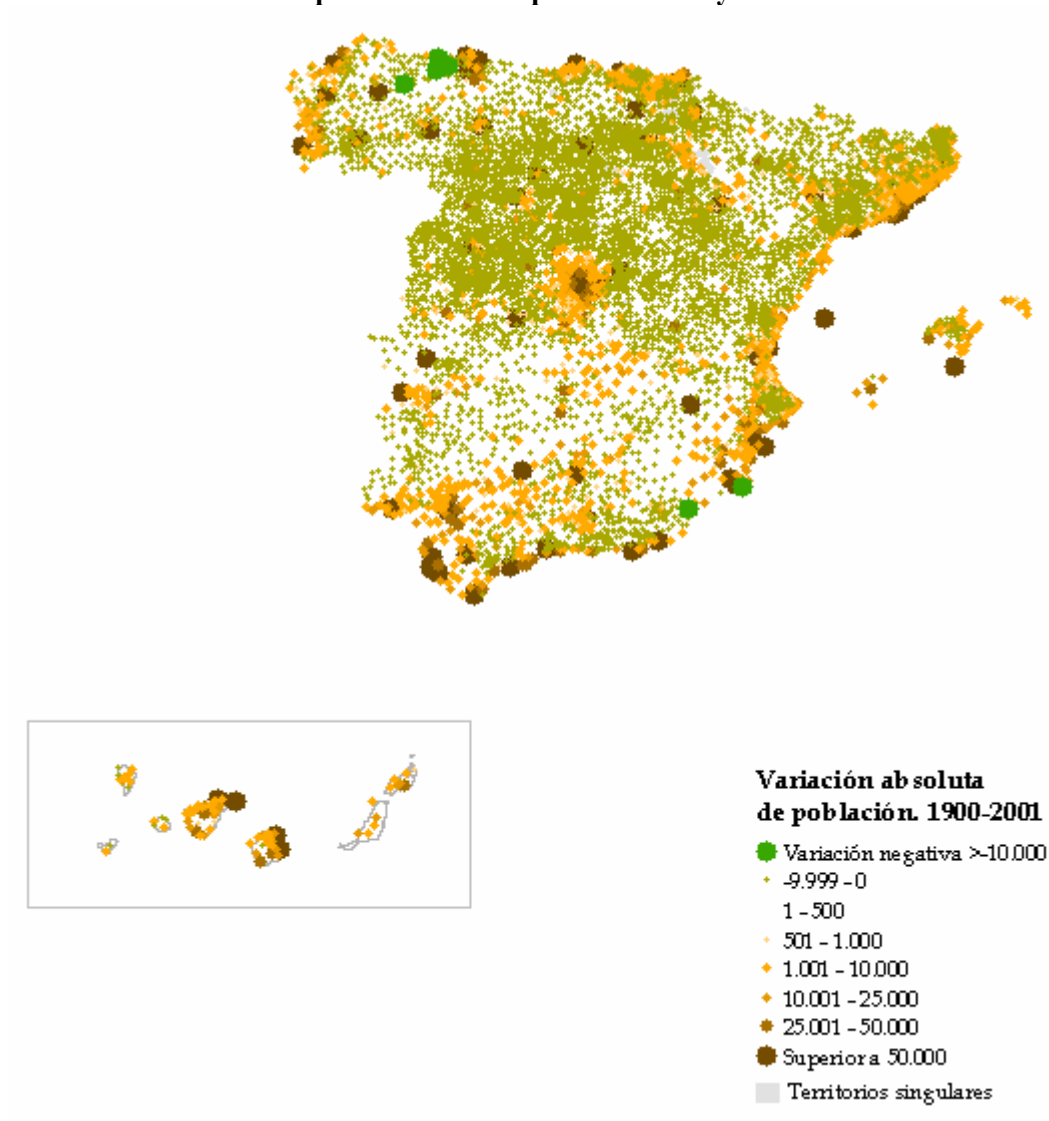 Variación absoluta
de población. 1900-2001
Variación negativa >-10.000
-9.999 - 0
1 - 500
501 - 1.000
1.001 - 10.000
10.001 - 25.000
25.001 - 50.000
Superior a 50.000
Territorios singulares